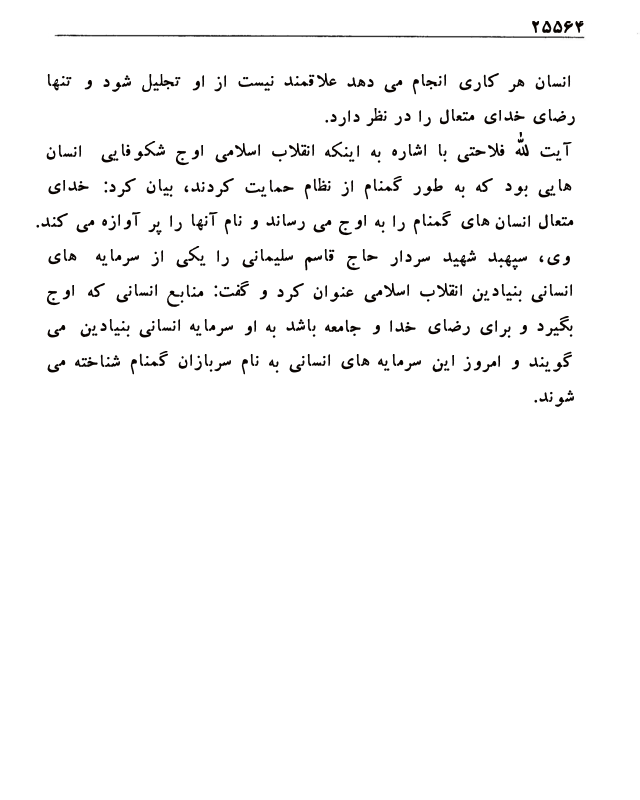 ۲۵۵۶۴
انسان هر کاری انجام می دهد علاقمند نیست از او تجلیل شود و تنها
رضای خدای متعال را در نظر دارد.
آیت لله فلاحتی با اشاره به اینکه انقلاب اسلامی اوج شکوفایی انسان
هایی بود که به طور گمنام از نظام حمایت کردند، بیان کرد: خدای
متعال انسان های گمنام را به اوج می رساند و نام آنها را پر آوازه می کند.
وی، سپهبد شهید سردار حاج قاسم سلیمانی را یکی از سرمایه های
انسانی بنیادین انقلاب اسلامی عنوان کرد و گفت: منابع انسانی که اوج
بگیرد و برای رضای خدا و جامعه باشد به او سرمایه انسانی بنیادین می
گویند و امروز این سرمایه های انسانی به نام سربازان گمنام شناخته می
شوند.